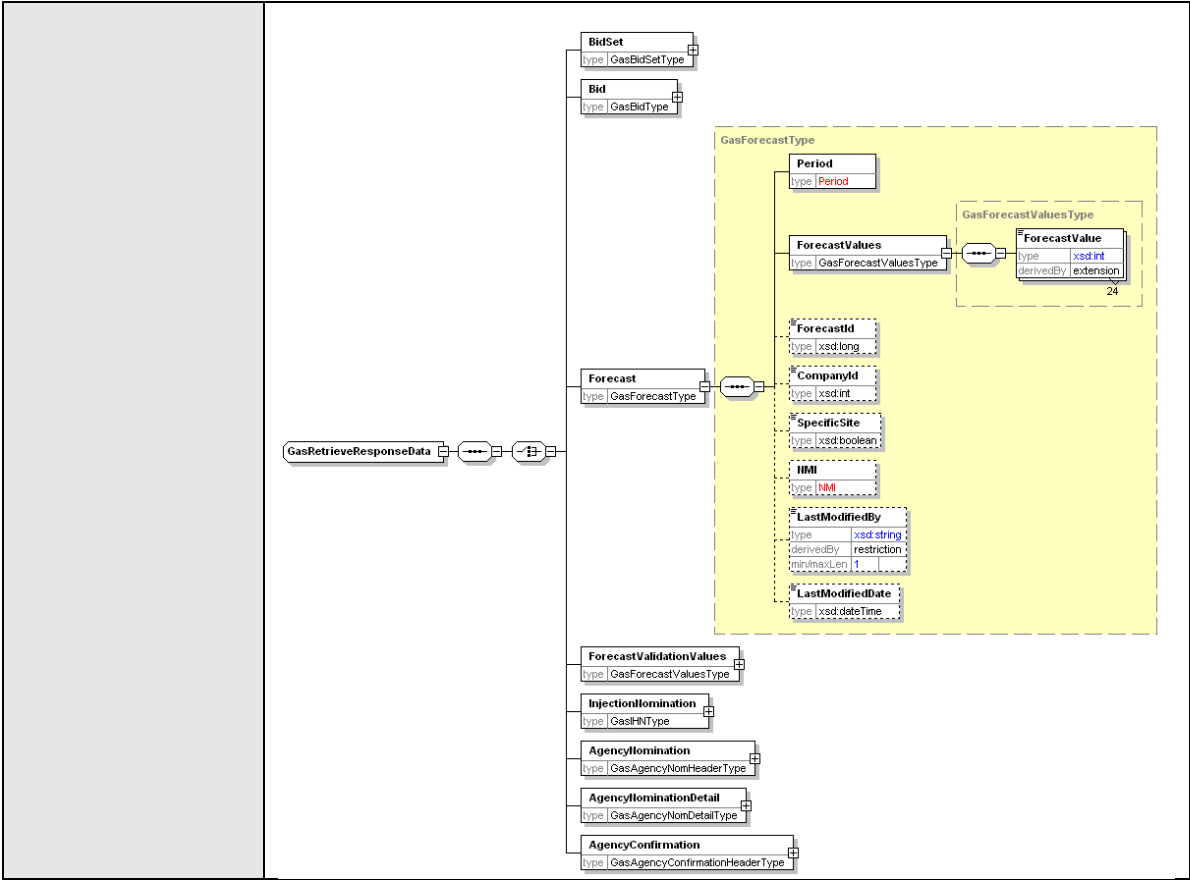 BidSet
type GasBidSetType
Bid
type GasBidType
GasForecastType
Period
type Period
GasForecastValuesType
ForecastValues
type GasForecastValuesType
ForecastValue
type xsd:int
derivedBy extension
24
ForecastId
type xsd:long
Forecast
type GasForecastType
CompanyId
type xsd:int
SpecificSite
type xsd:boolean
GasRetrieveResponseData
NMI
type NMI
LastModifiedBy
type xsd:string
derivedBy restriction
min/maxLen 1
LastModifiedDate
type xsd:dateTime
ForecastValidationValues
type GasForecastValuesType
InjectionNomination
type GasIHNType
AgencyNomination
type GasAgencyNomHeaderType
AgencyNominationDetail
type GasAgencyNomDetailType
AgencyConfirmation
type GasAgencyConfirmationHeaderType